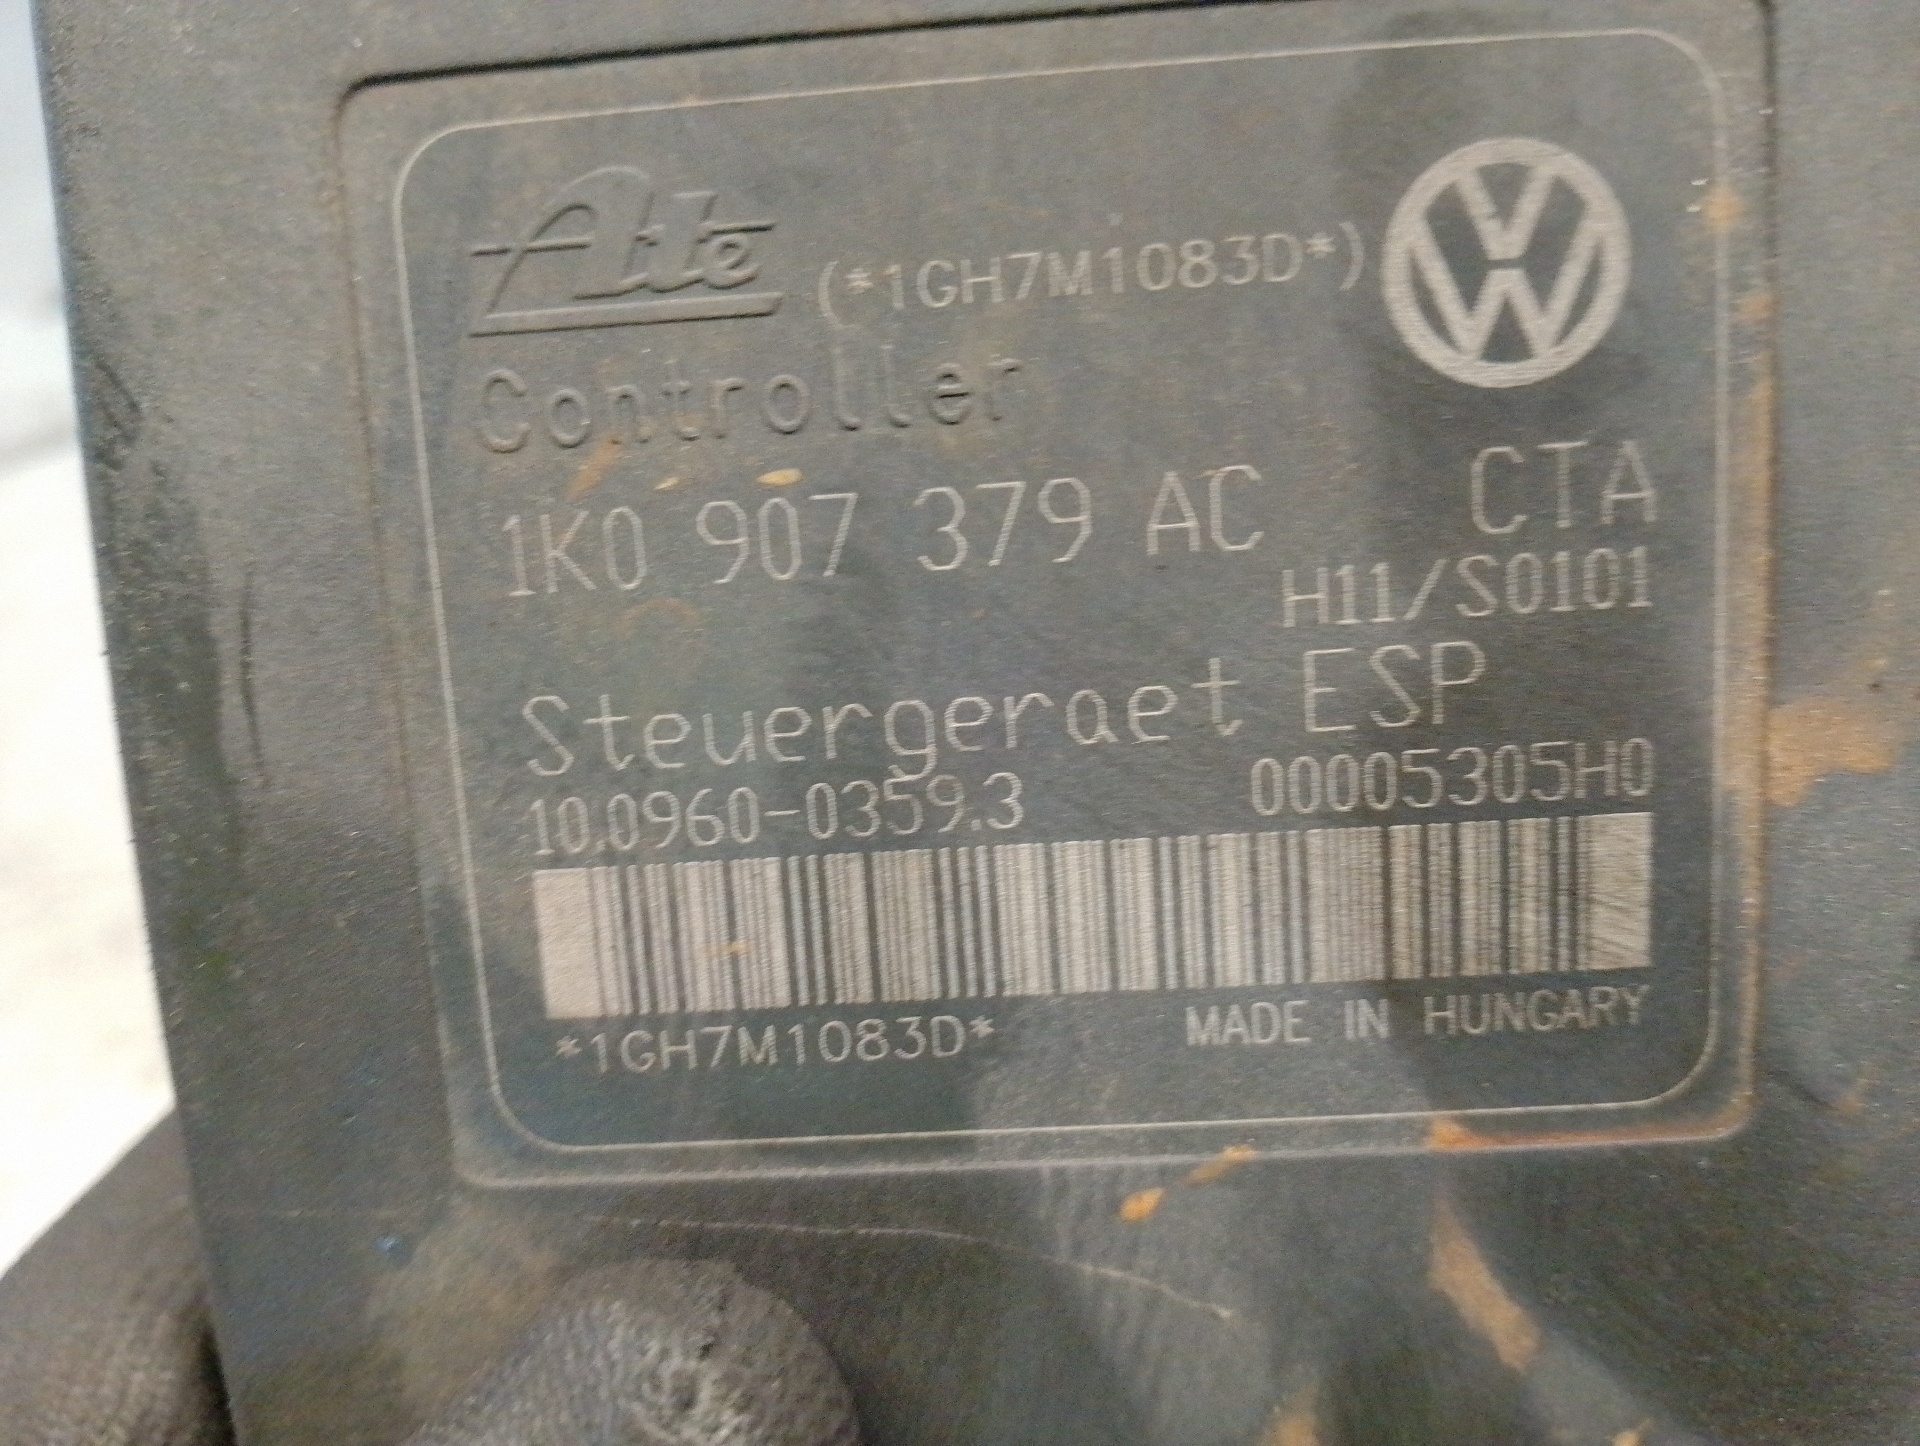 Ate (*1GH7M1083D*)
Controller
1K0 907 379 AC CTA
H11/S0101
Steuergeraet ESP
10.0960-0359.3 00005305H0
*1GH7M1083D* MADE IN HUNGARY